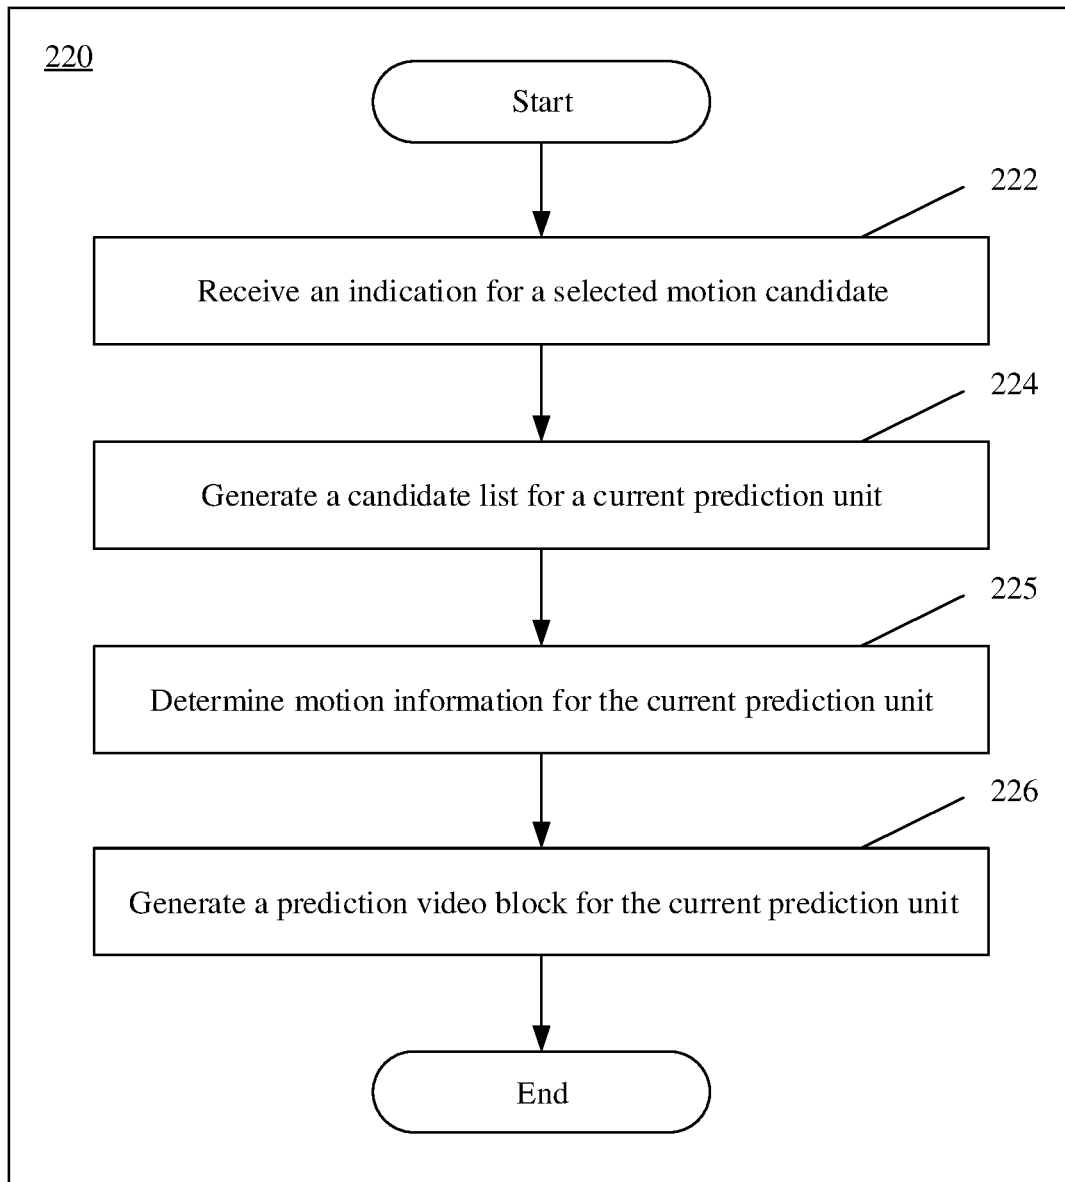 220
Start
222
Receive an indication for a selected motion candidate
224
Generate a candidate list for a current prediction unit
225
Determine motion information for the current prediction unit
226
Generate a prediction video block for the current prediction unit
End